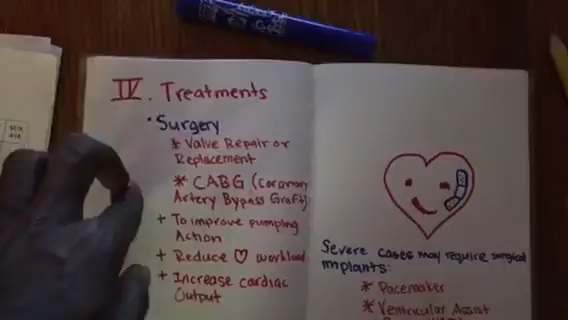 IV. Treatments
• Surgery
* Valve Repair or
Replacement
* CABG (Coronary
Artery Bypass Graft)
+ To improve pumping
Action
+ Reduce ♡ workload
+ Increase cardiac
Output
Severe cases may require surgical
implants:
* Pacemaker
* Ventricular Assist